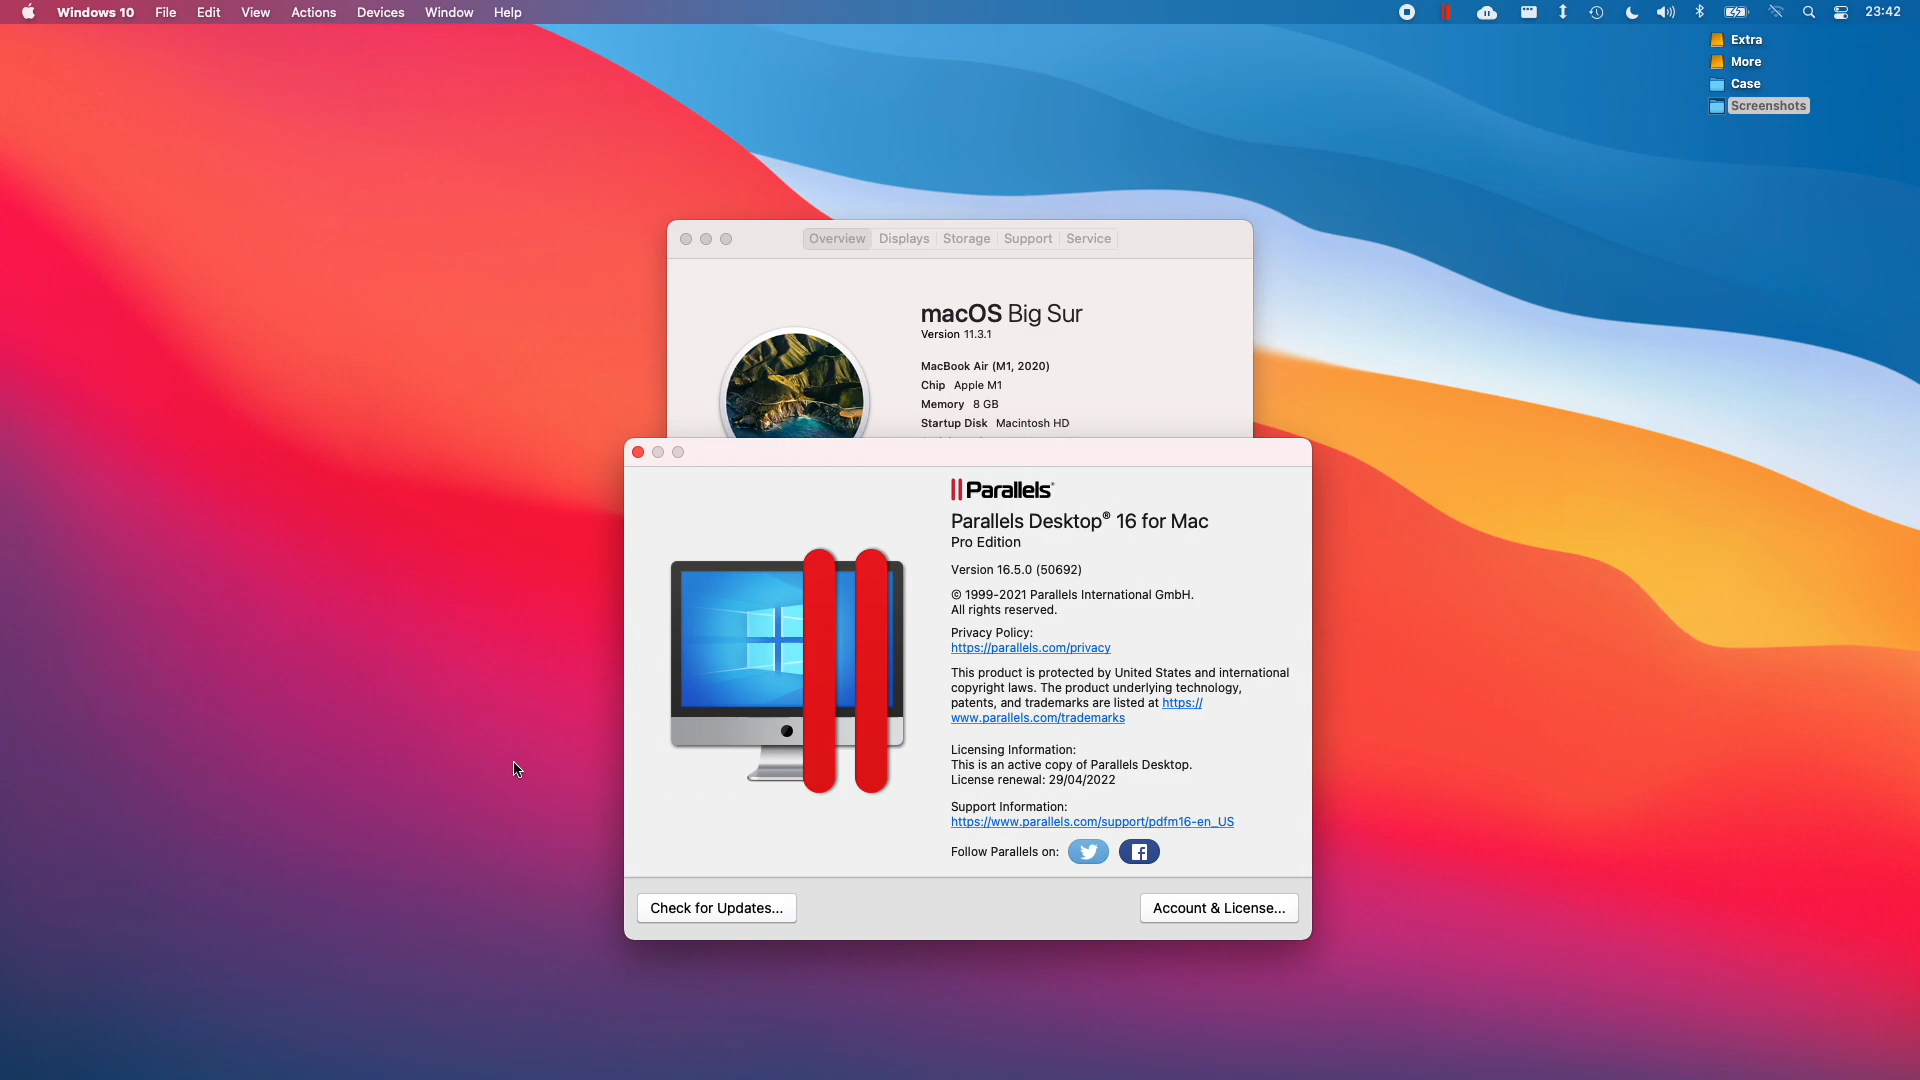 Windows 10 File Edit View Actions Devices Window Help 23:42
Extra
More
Case
Screenshots
Overview Displays Storage Support Service
macOS Big Sur
Version 11.3.1
MacBook Air (M1, 2020)
Chip Apple M1
Memory 8 GB
Startup Disk Macintosh HD
Parallels®
Parallels Desktop® 16 for Mac
Pro Edition
Version 16.5.0 (50692)
© 1999-2021 Parallels International GmbH.
All rights reserved.
Privacy Policy:
https://parallels.com/privacy
This product is protected by United States and international
copyright laws. The product underlying technology,
patents, and trademarks are listed at https://
www.parallels.com/trademarks
Licensing Information:
This is an active copy of Parallels Desktop.
License renewal: 29/04/2022
Support Information:
https://www.parallels.com/support/pdfm16-en_US
Follow Parallels on:
Check for Updates... Account & License...